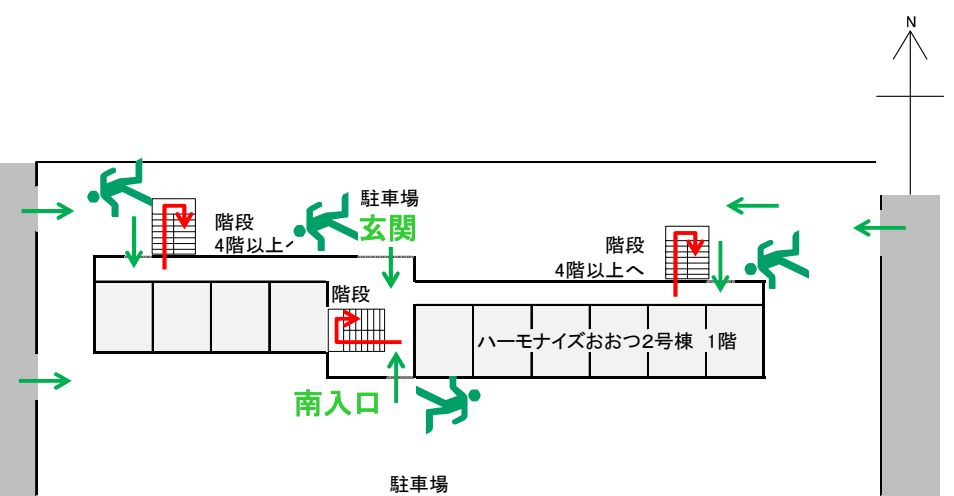 N
駐車場
玄関
階段
4階以上へ
階段
4階以上へ
階段
ハーモナイズおおつ2号棟 1階
南入口
駐車場